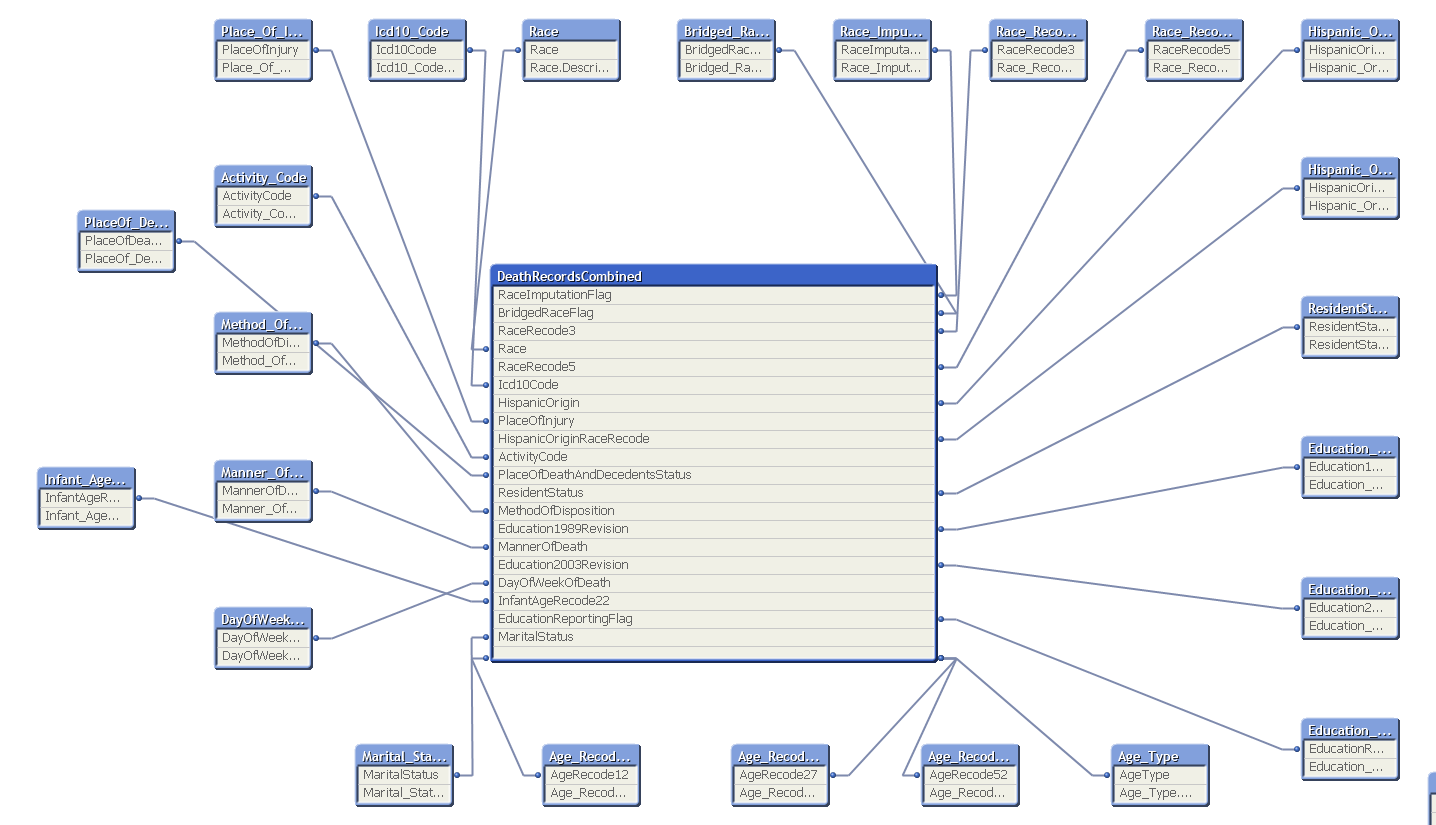 Place_Of_I...
PlaceOfInjury
Place_Of_...
Icd10_Code
Icd10Code
Icd10_Code...
Race
Race
Race.Descri...
Bridged_Ra...
BridgedRac...
Bridged_Ra...
Race_Impu...
RaceImputa...
Race_Imput...
Race_Reco...
RaceRecode3
Race_Reco...
Race_Reco...
RaceRecode5
Race_Reco...
Hispanic_O...
HispanicOri...
Hispanic_Or...
Activity_Code
ActivityCode
Activity_Co...
Hispanic_O...
HispanicOri...
Hispanic_Or...
PlaceOf_De...
PlaceOfDea...
PlaceOf_De...
Method_Of...
MethodOfDi...
Method_Of...
DeathRecordsCombined
RaceImputationFlag
BridgedRaceFlag
RaceRecode3
Race
RaceRecode5
Icd10Code
HispanicOrigin
PlaceOfInjury
HispanicOriginRaceRecode
ActivityCode
PlaceOfDeathAndDecedentsStatus
ResidentStatus
MethodOfDisposition
Education1989Revision
MannerOfDeath
Education2003Revision
DayOfWeekOfDeath
InfantAgeRecode22
EducationReportingFlag
MaritalStatus
ResidentSt...
ResidentSta...
ResidentSta...
Infant_Age...
InfantAgeR...
Infant_Age...
Manner_Of...
MannerOfD...
Manner_Of...
Education_...
Education1...
Education_...
DayOfWeek...
DayOfWeek...
DayOfWeek...
Education_...
Education2...
Education_...
Marital_Sta...
MaritalStatus
Marital_Stat...
Age_Recod...
AgeRecode12
Age_Recod...
Age_Recod...
AgeRecode27
Age_Recod...
Age_Recod...
AgeRecode52
Age_Recod...
Age_Type
AgeType
Age_Type....
Education_...
EducationR...
Education_...